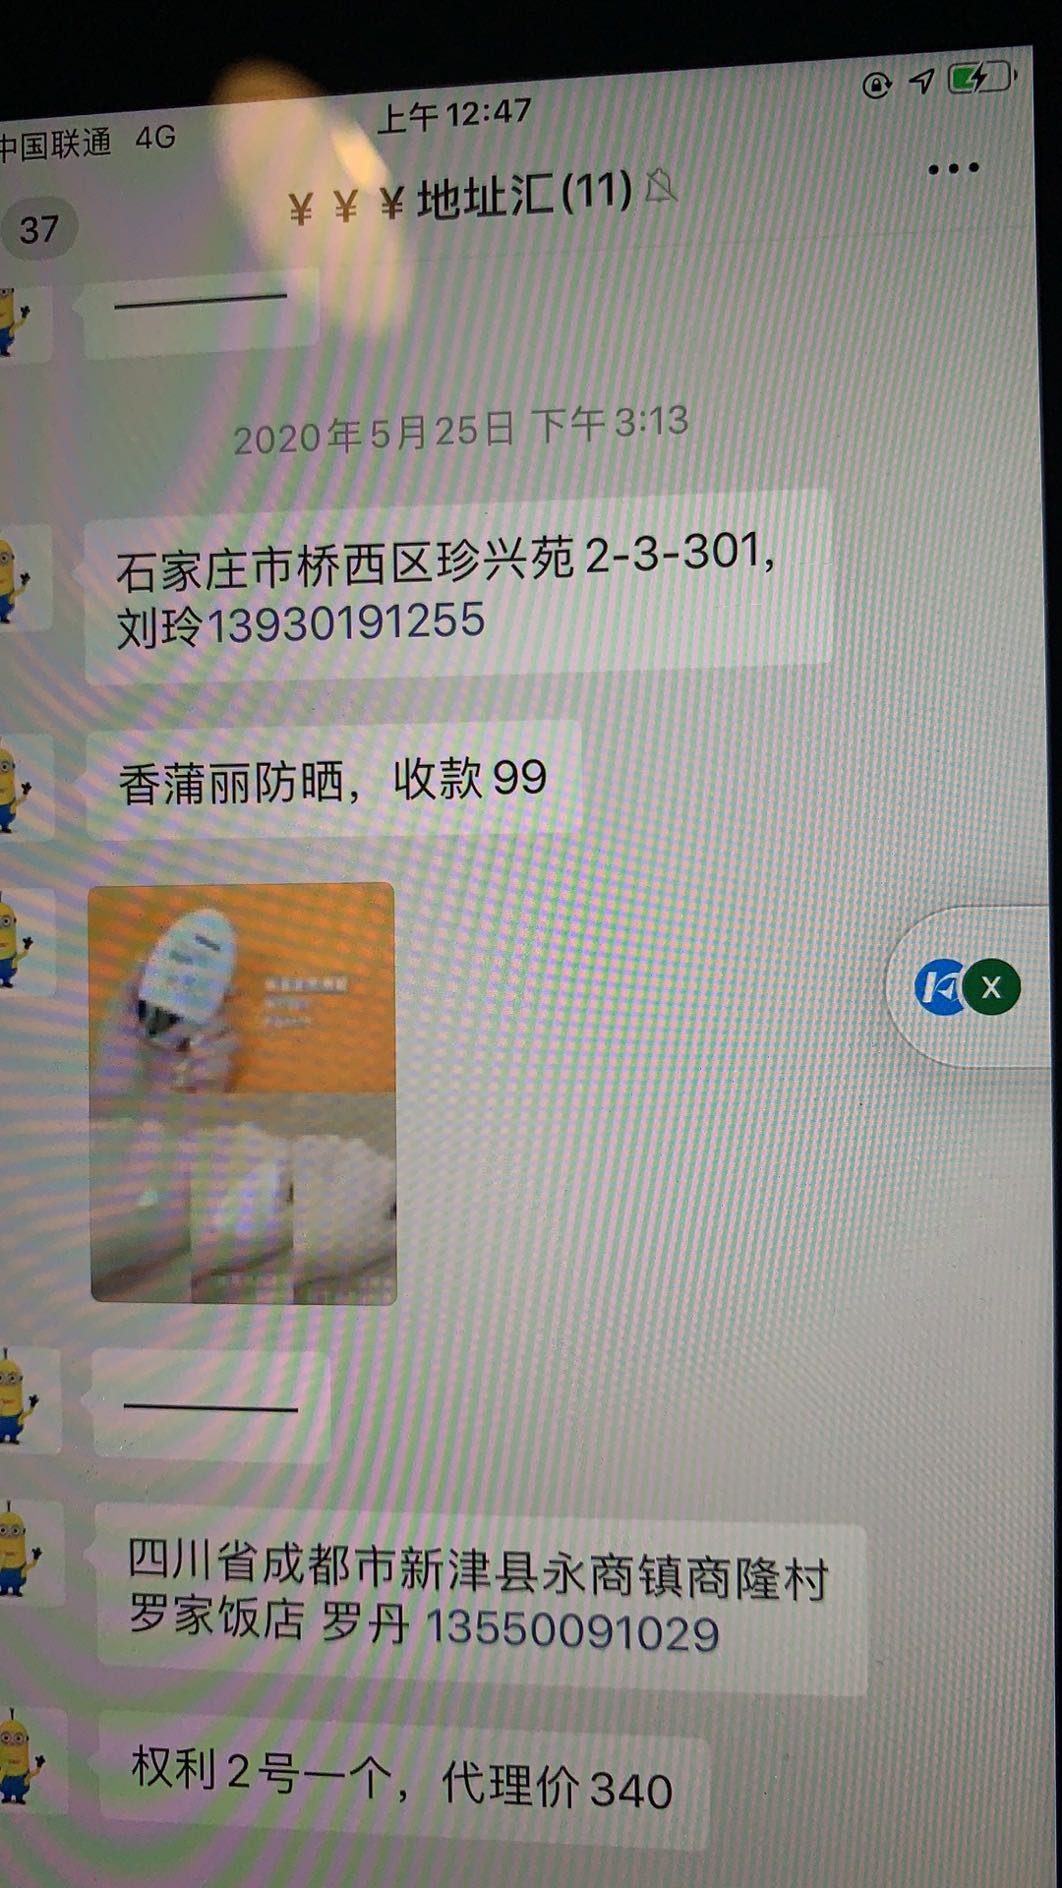 中国联通 4G 上午12:47
37 ￥￥￥地址汇(11)
2020年5月25日 下午3:13
石家庄市桥西区珍兴苑2-3-301,
刘玲13930191255
香蒲丽防晒，收款99
X
四川省成都市新津县永商镇商隆村
罗家饭店 罗丹 13550091029
权利2号一个，代理价340